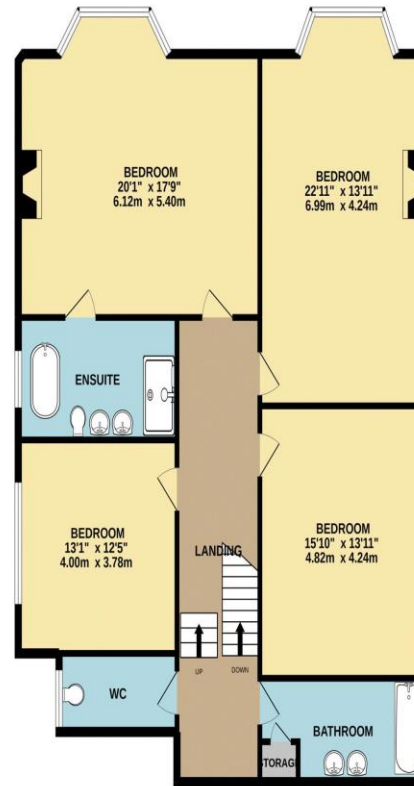 BEDROOM
20'1" x 17'9"
6.12m x 5.40m
BEDROOM
22'11" x 13'11"
6.99m x 4.24m
ENSUITE
BEDROOM
13'1" x 12'5"
4.00m x 3.78m
LANDING
BEDROOM
15'10" x 13'11"
4.82m x 4.24m
UP
DOWN
WC
BATHROOM
STORAGE